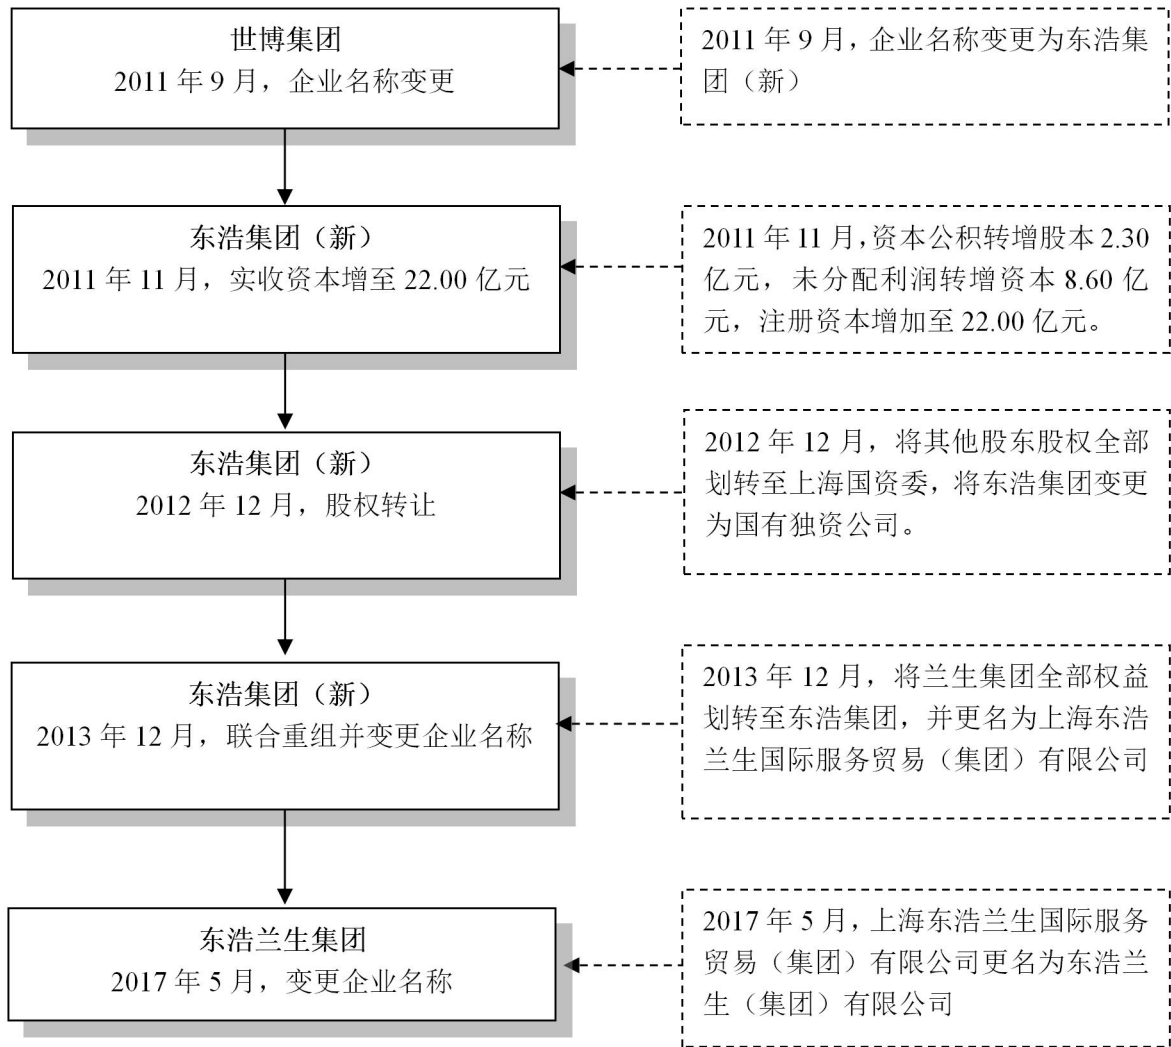 世博集团
2011 年 9 月，企业名称变更
2011 年 9 月，企业名称变更为东浩集
团（新）
东浩集团（新）
2011 年 11 月，实收资本增至 22.00 亿元
2011 年 11 月，资本公积转增股本 2.30
亿元，未分配利润转增资本 8.60 亿
元，注册资本增加至 22.00 亿元。
东浩集团（新）
2012 年 12 月，股权转让
2012 年 12 月，将其他股东股权全部
划转至上海国资委，将东浩集团变更
为国有独资公司。
东浩集团（新）
2013 年 12 月，联合重组并变更企业名称
2013 年 12 月，将兰生集团全部权益
划转至东浩集团，并更名为上海东浩
兰生国际服务贸易（集团）有限公司
东浩兰生集团
2017 年 5 月，变更企业名称
2017 年 5 月，上海东浩兰生国际服务
贸易（集团）有限公司更名为东浩兰
生（集团）有限公司